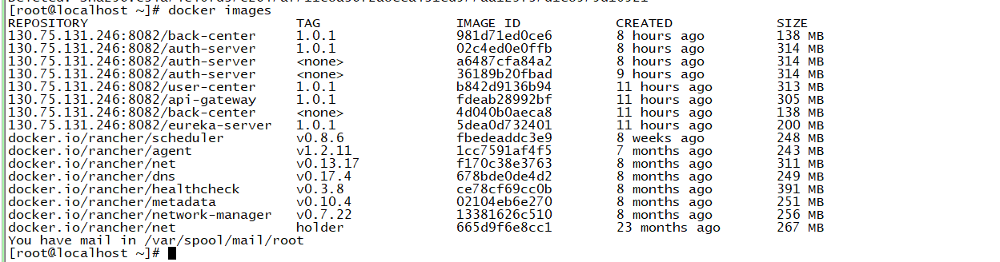 [root@localhost ~]# docker images
REPOSITORY TAG IMAGE ID CREATED SIZE
130.75.131.246:8082/back-center 1.0.1 981d71ed0ce6 8 hours ago 138 MB
130.75.131.246:8082/auth-server 1.0.1 02c4ed0e0ffb 8 hours ago 314 MB
130.75.131.246:8082/auth-server <none> a6487cfa84a2 8 hours ago 314 MB
130.75.131.246:8082/auth-server <none> 36189b20fbad 9 hours ago 314 MB
130.75.131.246:8082/user-center 1.0.1 b842d9136b94 11 hours ago 313 MB
130.75.131.246:8082/api-gateway 1.0.1 fdeab28992bf 11 hours ago 305 MB
130.75.131.246:8082/back-center <none> 4d040b0aeca8 11 hours ago 138 MB
130.75.131.246:8082/eureka-server 1.0.1 5dea0d732401 11 hours ago 200 MB
docker.io/rancher/scheduler v0.8.6 fbedeaddc3e9 8 weeks ago 248 MB
docker.io/rancher/agent v1.2.11 1cc7591af4f5 7 months ago 243 MB
docker.io/rancher/net v0.13.17 f170c38e3763 8 months ago 311 MB
docker.io/rancher/dns v0.17.4 678bde0de4d2 8 months ago 249 MB
docker.io/rancher/healthcheck v0.3.8 ce78cf69cc0b 8 months ago 391 MB
docker.io/rancher/metadata v0.10.4 02104eb6e270 8 months ago 251 MB
docker.io/rancher/network-manager v0.7.22 13381626c510 8 months ago 256 MB
docker.io/rancher/net holder 665d9f6e8cc1 23 months ago 267 MB
You have mail in /var/spool/mail/root
[root@localhost ~]#